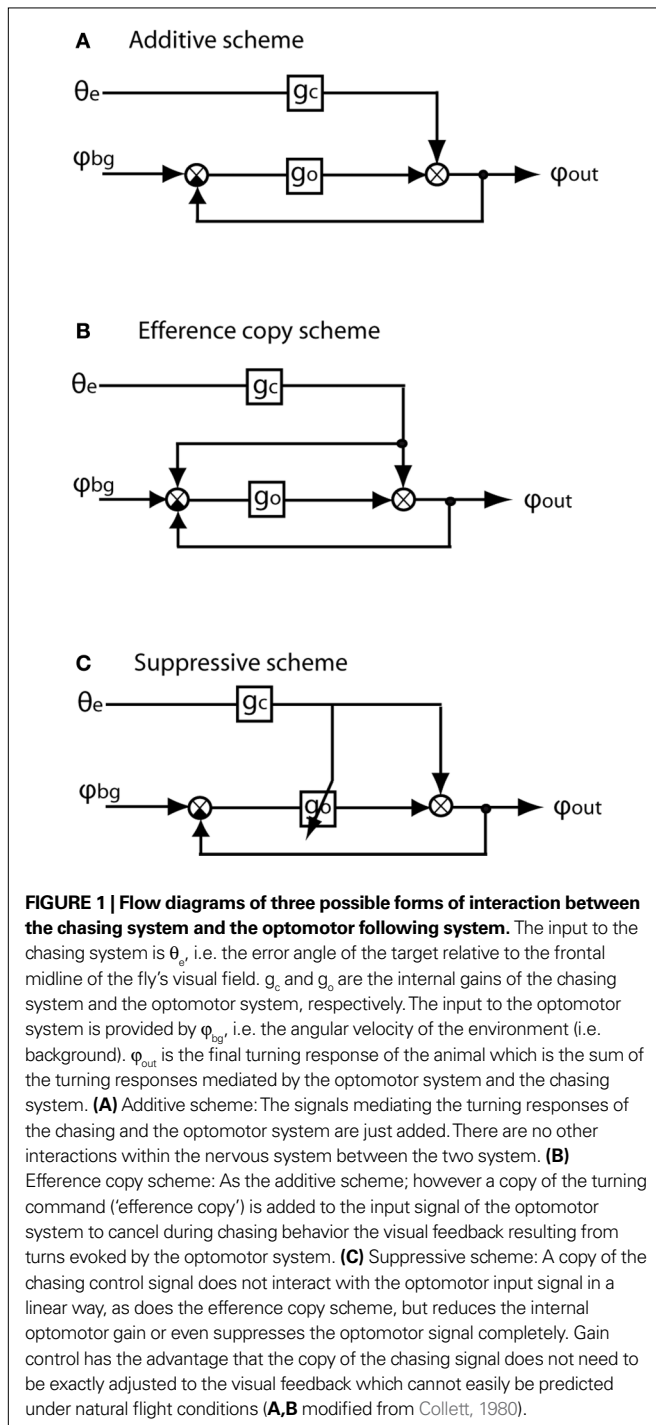 A Additive scheme
θe
gc
φbg
go
φout
B Efference copy scheme
θe
gc
φbg
go
φout
C Suppressive scheme
θe
gc
φbg
go
φout
FIGURE 1 | Flow diagrams of three possible forms of interaction between
the chasing system and the optomotor following system. The input to the
chasing system is θe, i.e. the error angle of the target relative to the frontal
midline of the fly's visual field. gc and go are the internal gains of the chasing
system and the optomotor system, respectively. The input to the optomotor
system is provided by φbg, i.e. the angular velocity of the environment (i.e.
background). φout is the final turning response of the animal which is the sum of
the turning responses mediated by the optomotor system and the chasing
system. (A) Additive scheme: The signals mediating the turning responses of
the chasing and the optomotor system are just added. There are no other
interactions within the nervous system between the two system. (B)
Efference copy scheme: As the additive scheme; however a copy of the turning
command ('efference copy') is added to the input signal of the optomotor
system to cancel during chasing behavior the visual feedback resulting from
turns evoked by the optomotor system. (C) Suppressive scheme: A copy of the
chasing control signal does not interact with the optomotor input signal in a
linear way, as does the efference copy scheme, but reduces the internal
optomotor gain or even suppresses the optomotor signal completely. Gain
control has the advantage that the copy of the chasing signal does not need to
be exactly adjusted to the visual feedback which cannot easily be predicted
under natural flight conditions (A,B modified from Collett, 1980).